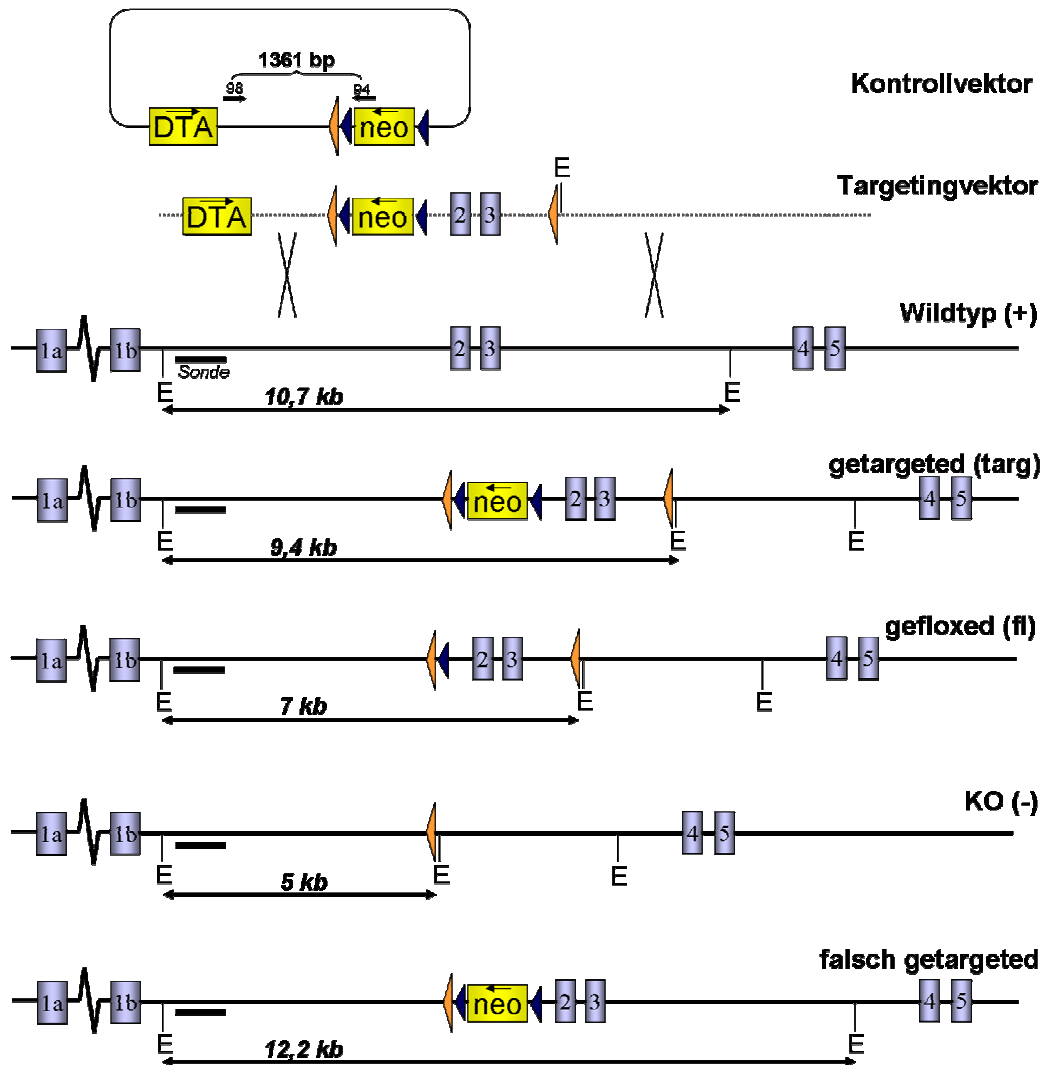 1361 bp
98 94
Kontrollvektor
DTA neo
E
Targetingvektor
DTA neo 2 3
Wildtyp (+)
1a 1b 2 3 4 5
Sonde
E E
10,7 kb
getargeted (targ)
1a 1b neo 2 3 4 5
E E E
9,4 kb
gefloxed (fl)
1a 1b 2 3 4 5
E E E
7 kb
KO (-)
1a 1b 4 5
E E E
5 kb
falsch getargeted
1a 1b neo 2 3 4 5
E E
12,2 kb